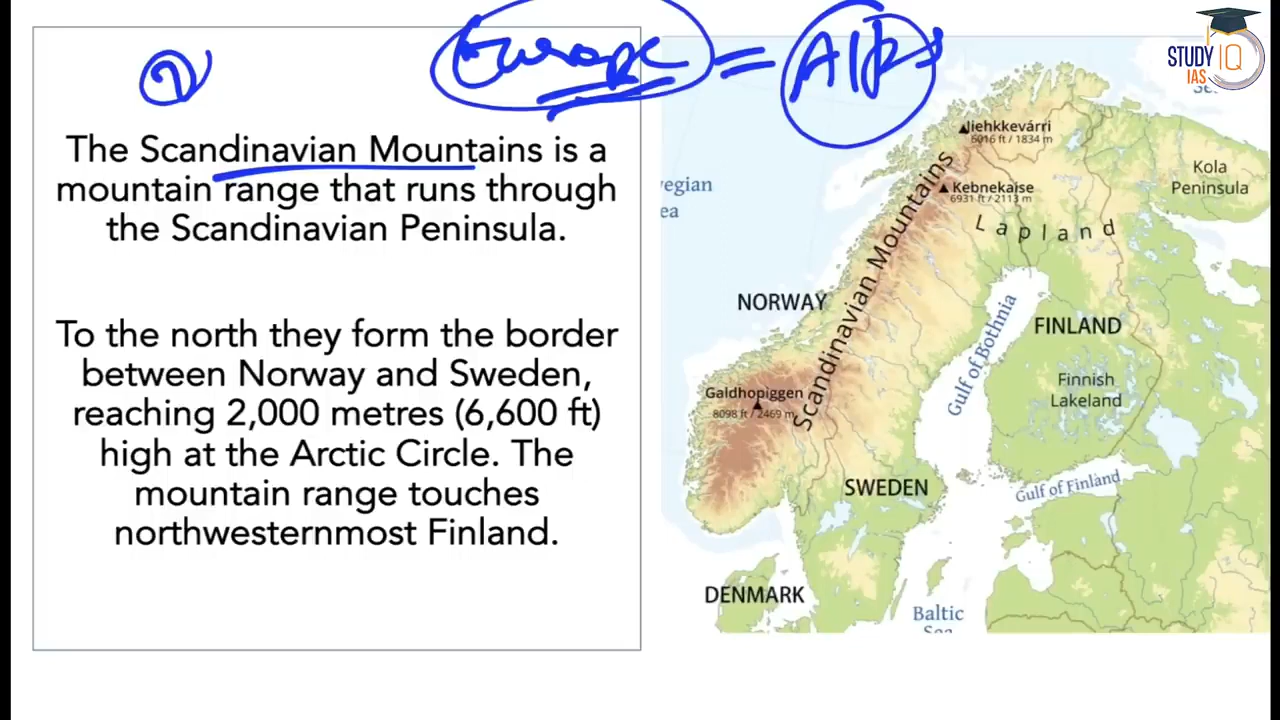 Europe = Alps
STUDY IQ
IAS
2
The Scandinavian Mountains is a
mountain range that runs through
the Scandinavian Peninsula.
To the north they form the border
between Norway and Sweden,
reaching 2,000 metres (6,600 ft)
high at the Arctic Circle. The
mountain range touches
northwesternmost Finland.
Jiehkkevárri
6016 ft / 1834 m
Kebnekaise
6931 ft / 2113 m
Kola
Peninsula
Lapland
Scandinavian Mountains
NORWAY
Gulf of Bothnia
FINLAND
Finnish
Lakeland
Galdhopiggen
8098 ft / 2469 m
SWEDEN
Gulf of Finland
DENMARK
Baltic
Sea